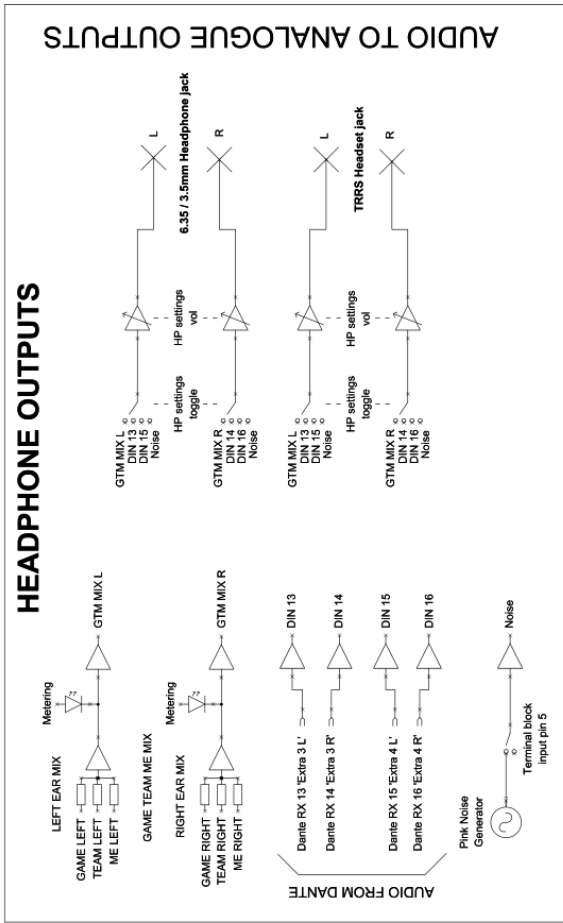 HEADPHONE OUTPUTS
LEFT EAR MIX
GAME LEFT
TEAM LEFT
ME LEFT
Metering
GTM MIX L
GAME TEAM ME MIX
RIGHT EAR MIX
GAME RIGHT
TEAM RIGHT
ME RIGHT
Metering
GTM MIX R
AUDIO FROM DANTE
Dante RX 13 'Extra 3 L'
DIN 13
Dante RX 14 'Extra 3 R'
DIN 14
Dante RX 15 'Extra 4 L'
DIN 15
Dante RX 16 'Extra 4 R'
DIN 16
Pink Noise
Generator
Terminal block
input pin 5
Noise
GTM MIX L
DIN 13
DIN 15
Noise
HP settings
toggle
HP settings
vol
L
GTM MIX R
DIN 14
DIN 16
Noise
R
6.35 / 3.5mm Headphone jack
GTM MIX L
DIN 13
DIN 15
Noise
HP settings
toggle
HP settings
vol
L
GTM MIX R
DIN 14
DIN 16
Noise
R
TRRS Headset jack
AUDIO TO ANALOGUE OUTPUTS